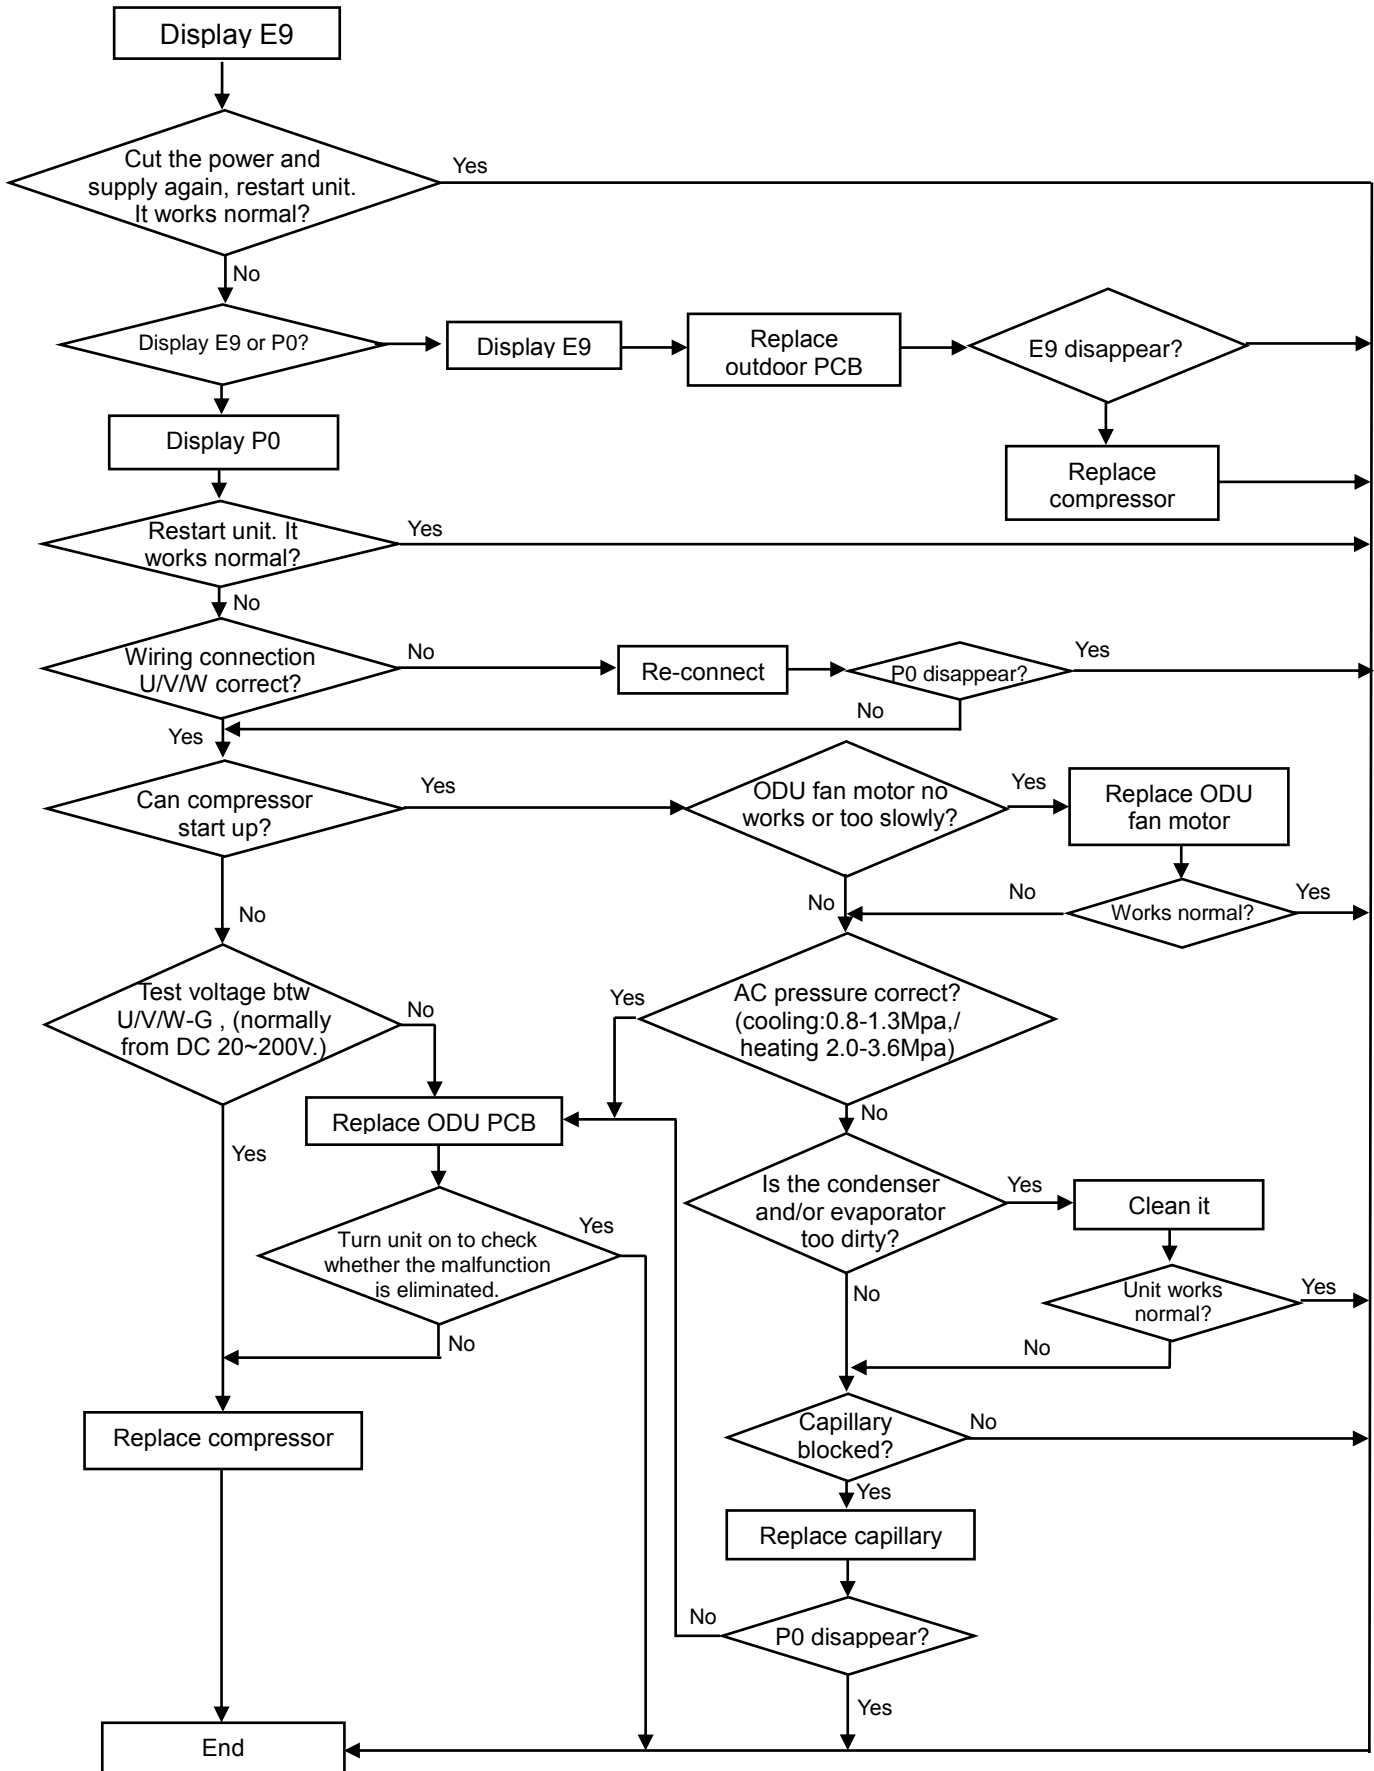 Display E9
Cut the power and
supply again, restart unit.
It works normal?
Yes
No
Display E9 or P0?
Display E9
Replace
outdoor PCB
E9 disappear?
Replace
compressor
Display P0
Restart unit. It
works normal?
Yes
No
Wiring connection
U/V/W correct?
No
Re-connect
P0 disappear?
Yes
No
Yes
Can compressor
start up?
Yes
ODU fan motor no
works or too slowly?
Yes
Replace ODU
fan motor
No
Works normal?
Yes
No
No
Test voltage btw
U/V/W-G , (normally
from DC 20~200V.)
No
Yes
AC pressure correct?
(cooling:0.8-1.3Mpa,/
heating 2.0-3.6Mpa)
No
Replace ODU PCB
Yes
Turn unit on to check
whether the malfunction
is eliminated.
Yes
No
Is the condenser
and/or evaporator
too dirty?
Yes
Clean it
No
Unit works
normal?
Yes
No
Replace compressor
Capillary
blocked?
No
Yes
Replace capillary
No
P0 disappear?
Yes
End